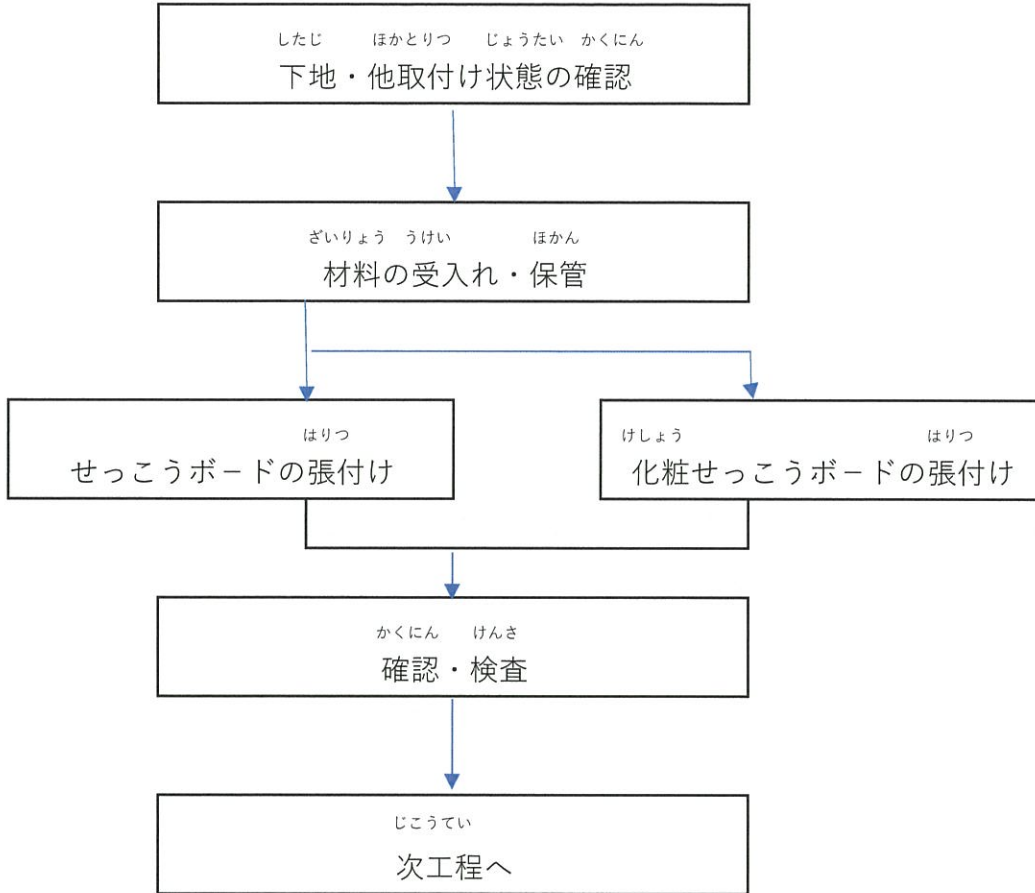 したじ ほかとりつ じょうたい かくにん
下地・他取付け状態の確認
ざいりょう うけい ほかん
材料の受入れ・保管
はりつ
せっこうボードの張付け
けしょう はりつ
化粧せっこうボードの張付け
かくにん けんさ
確認・検査
じこうてい
次工程へ